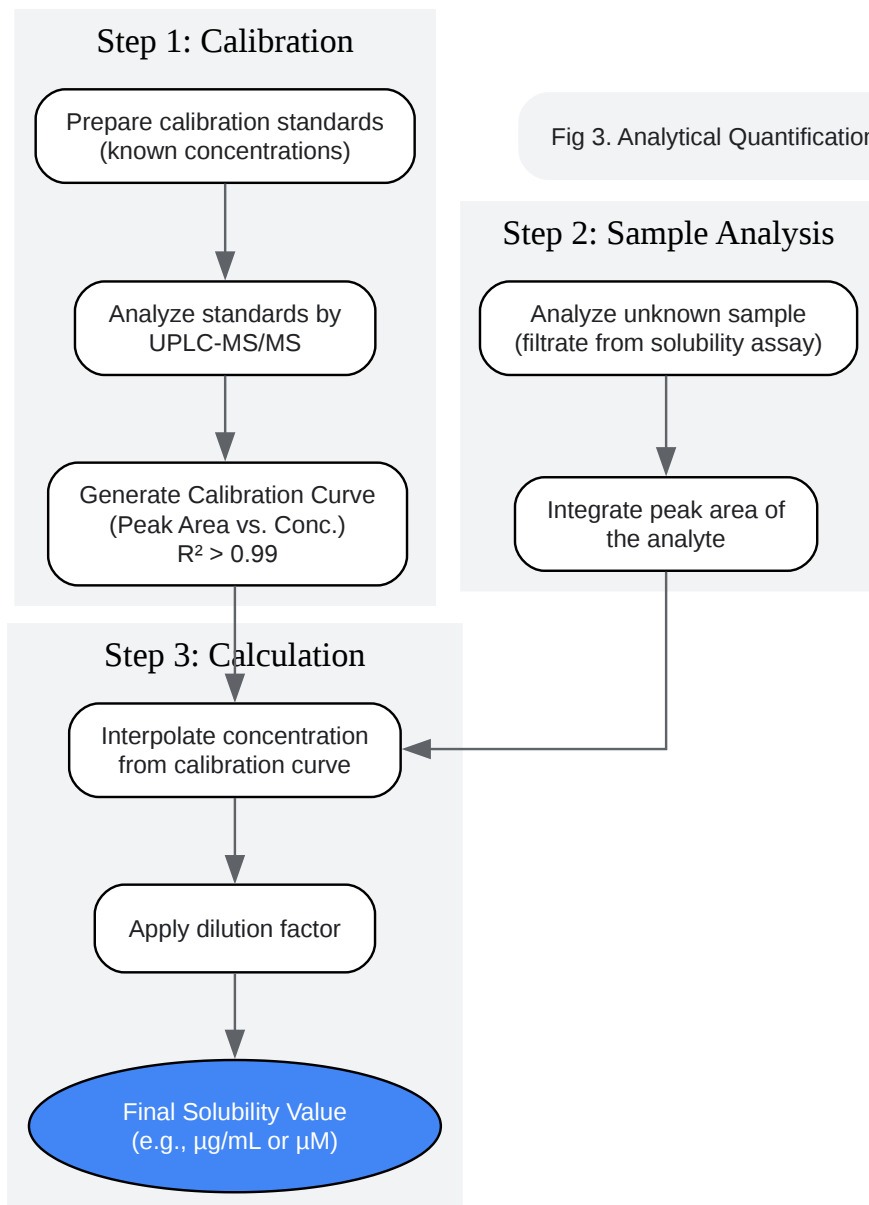 Step 1: Calibration
Prepare calibration standards
(known concentrations)
Analyze standards by
UPLC-MS/MS
Generate Calibration Curve
(Peak Area vs. Conc.)
R² > 0.99
Fig 3. Analytical Quantification
Step 2: Sample Analysis
Analyze unknown sample
(filtrate from solubility assay)
Integrate peak area of
the analyte
Step 3: Calculation
Interpolate concentration
from calibration curve
Apply dilution factor
Final Solubility Value
(e.g., µg/mL or µM)